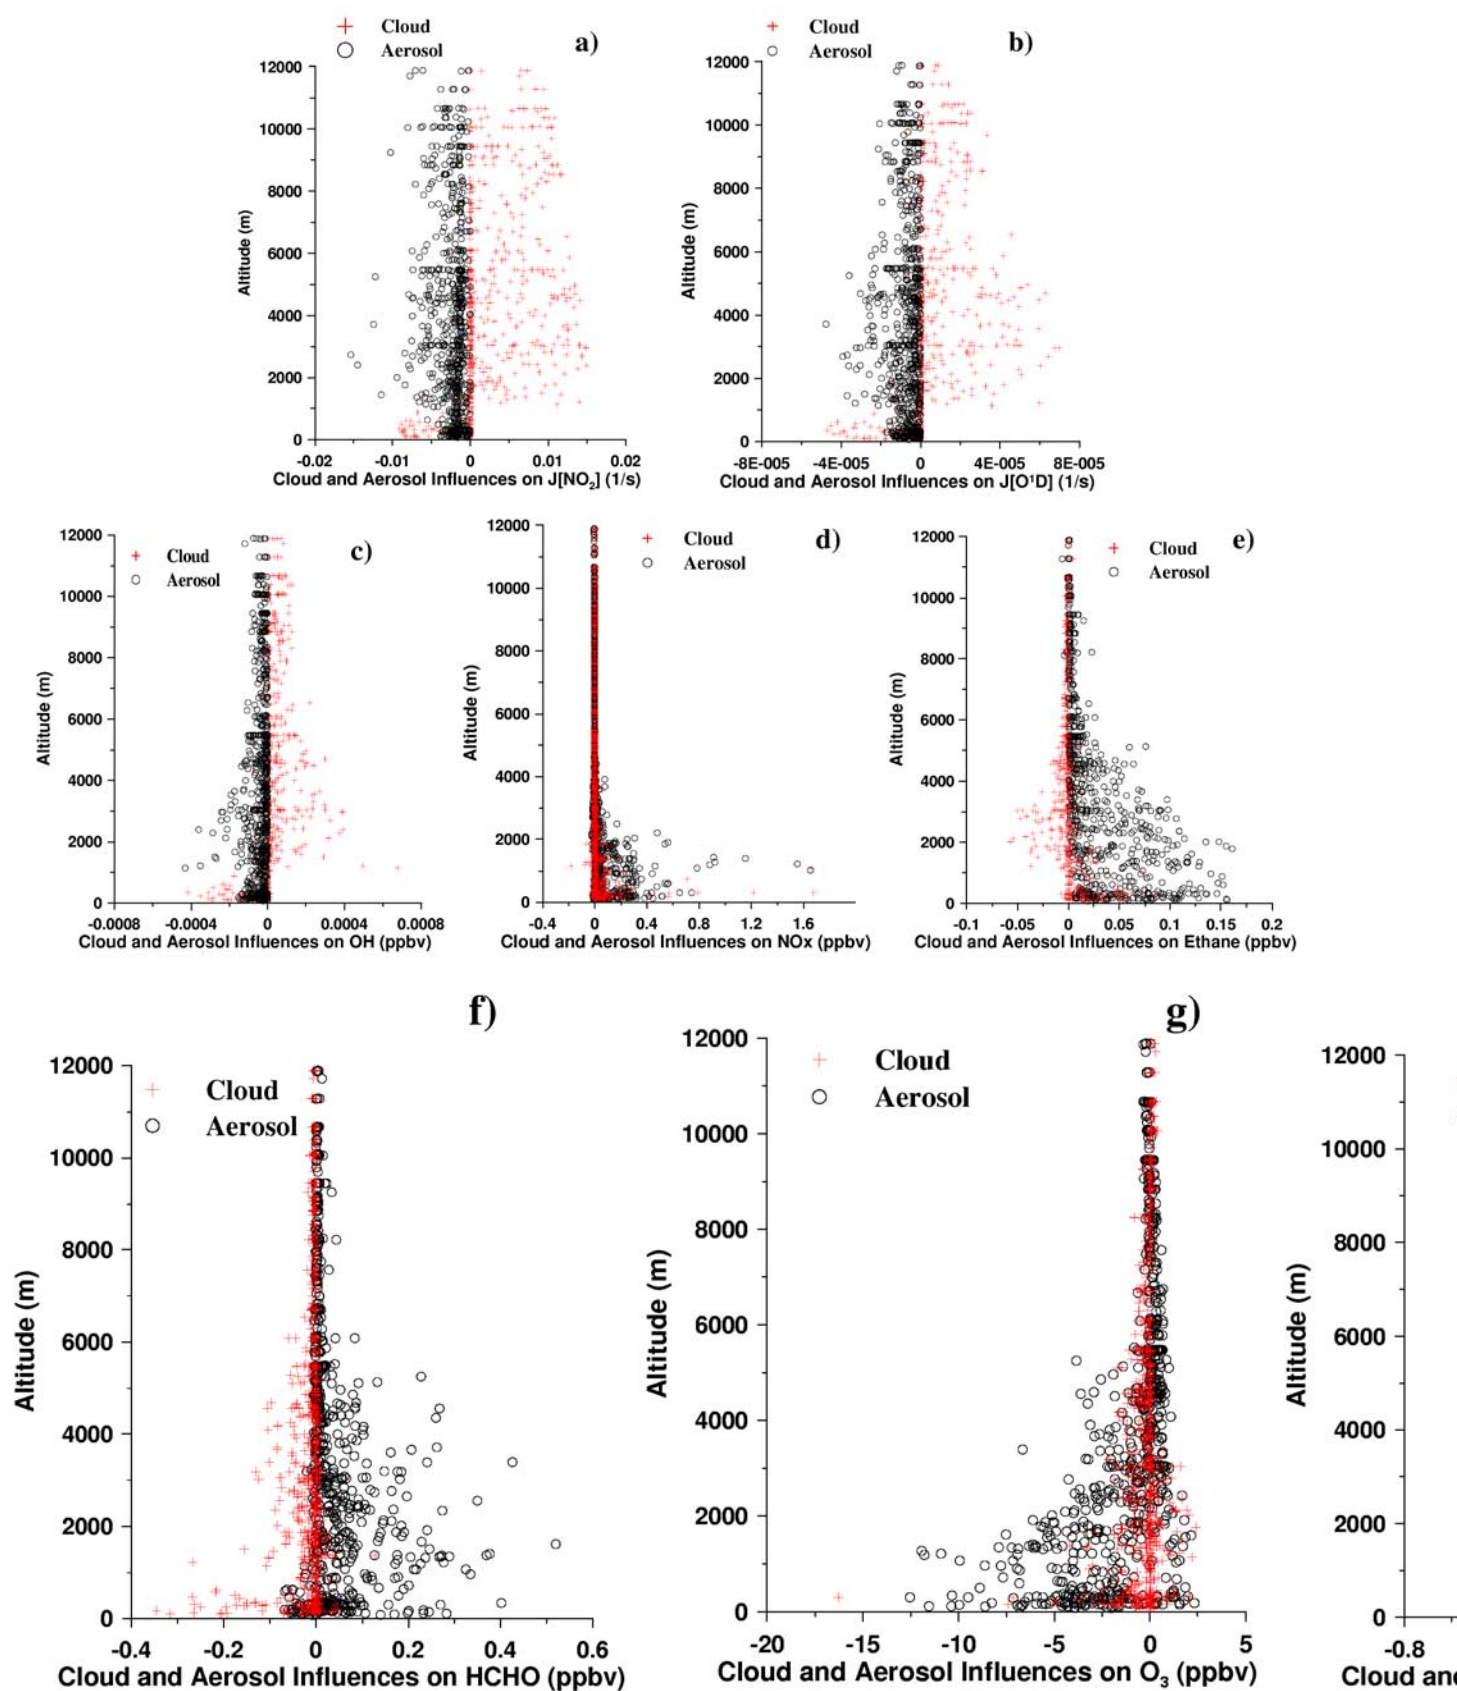 Cloud
Aerosol
a)
12000
10000
8000
6000
4000
2000
0
Altitude (m)
-0.02
-0.01
0
0.01
0.02
Cloud and Aerosol Influences on J[NO₂] (1/s)
Cloud
Aerosol
b)
12000
10000
8000
6000
4000
2000
0
Altitude (m)
-8E-005
-4E-005
0
4E-005
8E-005
Cloud and Aerosol Influences on J[O¹D] (1/s)
Cloud
Aerosol
c)
12000
10000
8000
6000
4000
2000
0
Altitude (m)
-0.0008
-0.0004
0
0.0004
0.0008
Cloud and Aerosol Influences on OH (ppbv)
Cloud
Aerosol
d)
12000
10000
8000
6000
4000
2000
0
Altitude (m)
-0.4
0
0.4
0.8
1.2
1.6
Cloud and Aerosol Influences on NOx (ppbv)
Cloud
Aerosol
e)
12000
10000
8000
6000
4000
2000
0
Altitude (m)
-0.1
-0.05
0
0.05
0.1
0.15
0.2
Cloud and Aerosol Influences on Ethane (ppbv)
f)
Cloud
Aerosol
12000
10000
8000
6000
4000
2000
0
Altitude (m)
-0.4
-0.2
0
0.2
0.4
0.6
Cloud and Aerosol Influences on HCHO (ppbv)
g)
Cloud
Aerosol
12000
10000
8000
6000
4000
2000
0
Altitude (m)
-20
-15
-10
-5
0
5
Cloud and Aerosol Influences on O₃ (ppbv)
12000
10000
8000
6000
4000
2000
0
Altitude (m)
-0.8
Cloud an